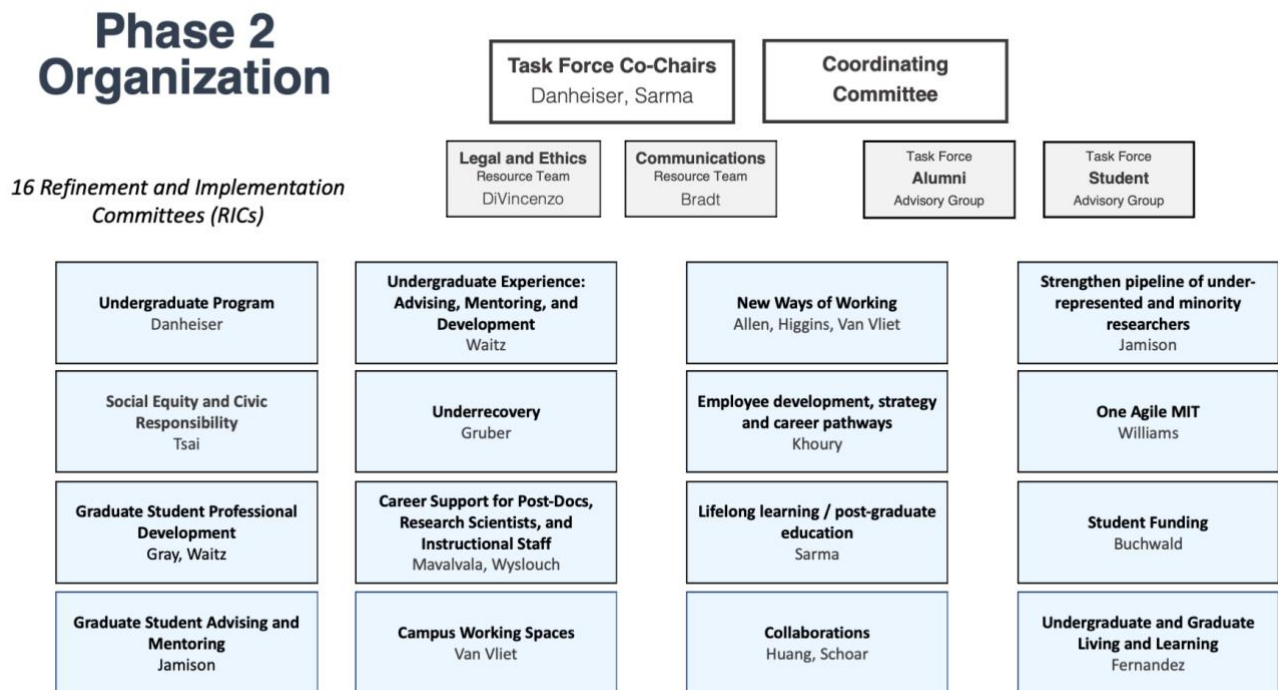 Phase 2
Organization
Task Force Co-Chairs
Danheiser, Sarma
Coordinating
Committee
Legal and Ethics
Resource Team
DiVincenzo
Communications
Resource Team
Bradt
Task Force
Alumni
Advisory Group
Task Force
Student
Advisory Group
16 Refinement and Implementation
Committees (RICs)
Undergraduate Program
Danheiser
Undergraduate Experience:
Advising, Mentoring, and
Development
Waitz
New Ways of Working
Allen, Higgins, Van Vliet
Strengthen pipeline of under-
represented and minority
researchers
Jamison
Social Equity and Civic
Responsibility
Tsai
Underrecovery
Gruber
Employee development, strategy
and career pathways
Khoury
One Agile MIT
Williams
Graduate Student Professional
Development
Gray, Waitz
Career Support for Post-Docs,
Research Scientists, and
Instructional Staff
Mavalvala, Wyslouch
Lifelong learning / post-graduate
education
Sarma
Student Funding
Buchwald
Graduate Student Advising and
Mentoring
Jamison
Campus Working Spaces
Van Vliet
Collaborations
Huang, Schoar
Undergraduate and Graduate
Living and Learning
Fernandez